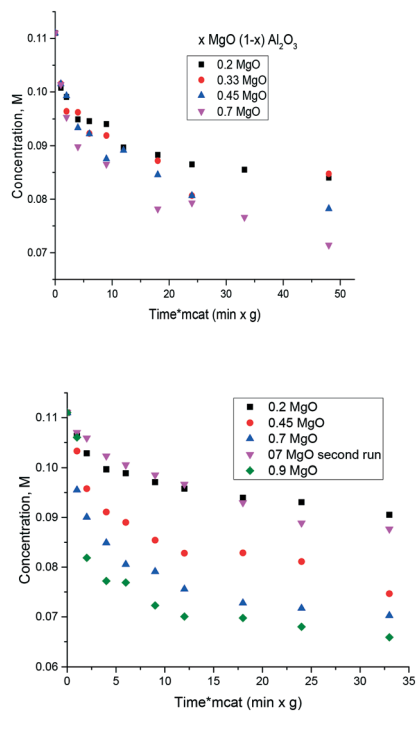 x MgO (1-x) Al₂O₃
0.2 MgO
0.33 MgO
0.45 MgO
0.7 MgO
0.11
0.10
0.09
0.08
0.07
Concentration, M
0 10 20 30 40 50
Time*mcat (min x g)
0.2 MgO
0.45 MgO
0.7 MgO
07 MgO second run
0.9 MgO
0.11
0.10
0.09
0.08
0.07
0.06
Concentration, M
0 5 10 15 20 25 30 35
Time*mcat (min x g)